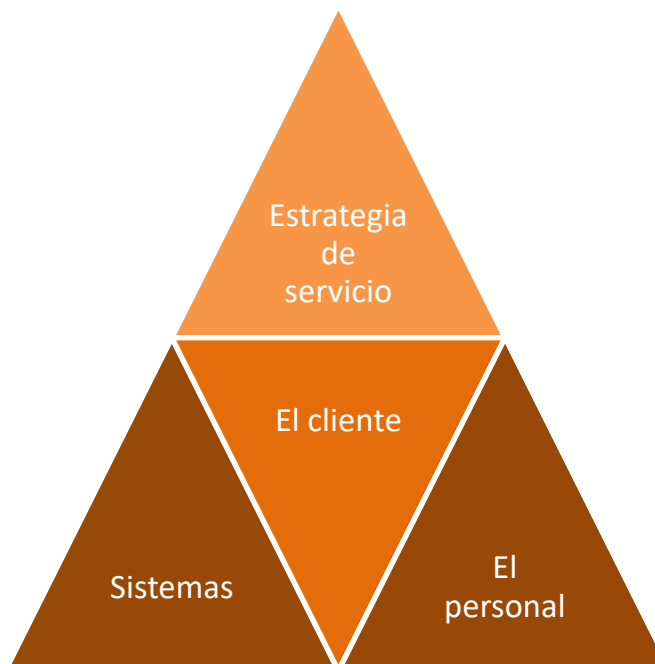 Estrategia
de
servicio
El cliente
Sistemas
El
personal